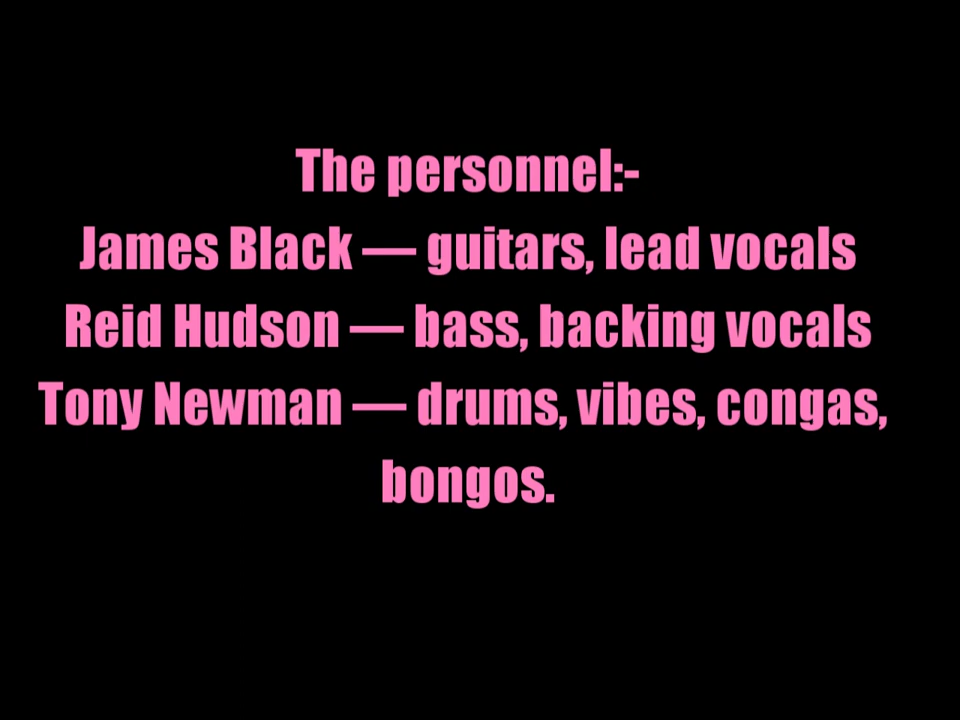 The personnel:-
James Black — guitars, lead vocals
Reid Hudson — bass, backing vocals
Tony Newman — drums, vibes, congas,
bongos.